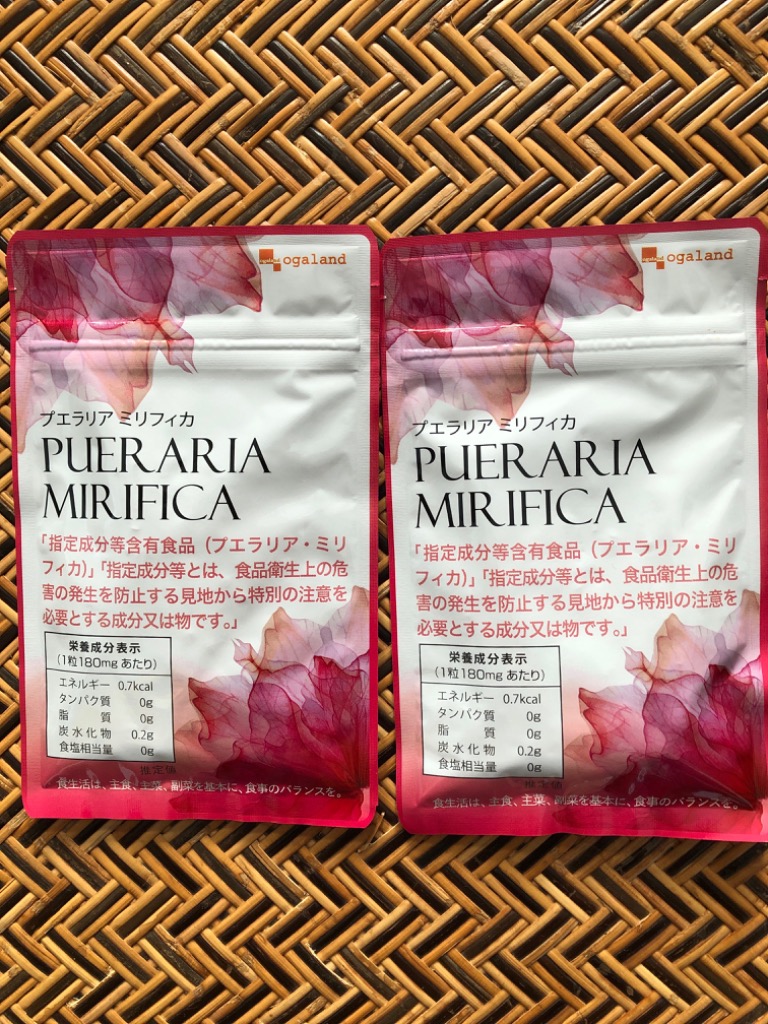 ogaland ogaland
プエラリア ミリフィカ
PUERARIA
MIRIFICA
「指定成分等含有食品（プエラリア・ミリ
フィカ）」「指定成分等とは、食品衛生上の危
害の発生を防止する見地から特別の注意を
必要とする成分又は物です。」
栄養成分表示
（1粒180mgあたり）
エネルギー 0.7kcal
タンパク質 0g
脂質 0g
炭水化物 0.2g
食塩相当量 0g
推定値
食生活は、主食、主菜、副菜を基本に、食事のバランスを。
ogaland ogaland
プエラリア ミリフィカ
PUERARIA
MIRIFICA
「指定成分等含有食品（プエラリア・ミリ
フィカ）」「指定成分等とは、食品衛生上の危
害の発生を防止する見地から特別の注意を
必要とする成分又は物です。」
栄養成分表示
（1粒180mgあたり）
エネルギー 0.7kcal
タンパク質 0g
脂質 0g
炭水化物 0.2g
食塩相当量 0g
推定値
食生活は、主食、主菜、副菜を基本に、食事のバランスを。